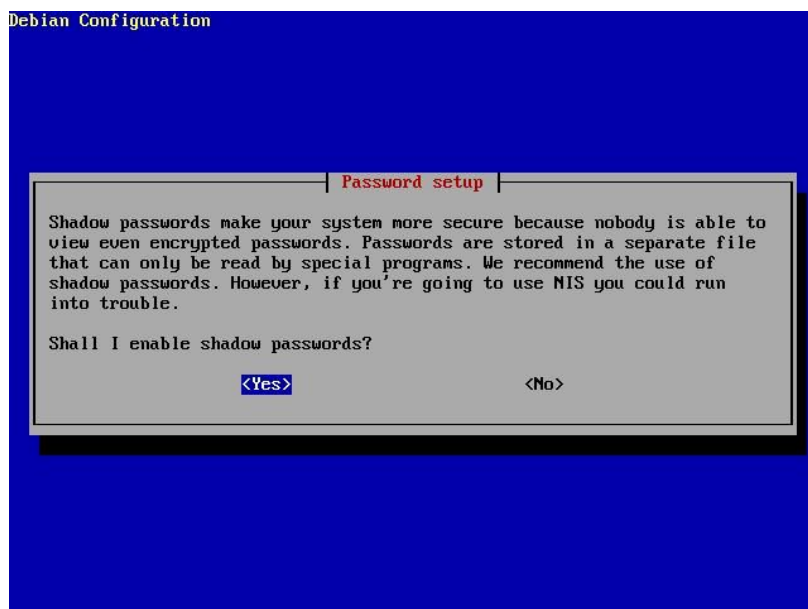 Debian Configuration
Password setup
Shadow passwords make your system more secure because nobody is able to
view even encrypted passwords. Passwords are stored in a separate file
that can only be read by special programs. We recommend the use of
shadow passwords. However, if you're going to use NIS you could run
into trouble.
Shall I enable shadow passwords?
<Yes> <No>